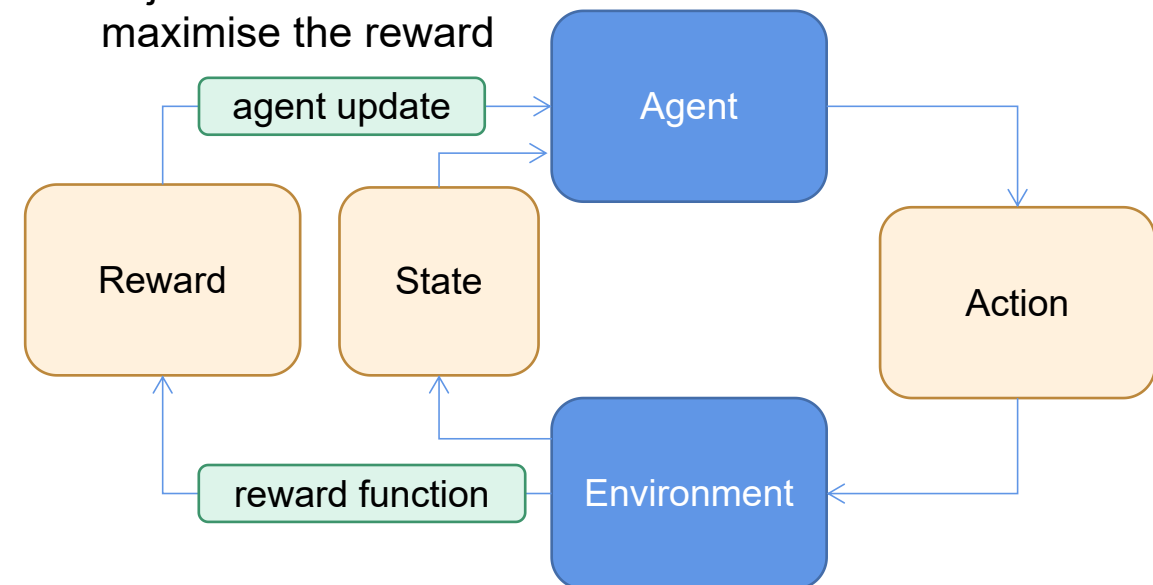 maximise the reward
agent update
Agent
Reward
State
Action
reward function
Environment